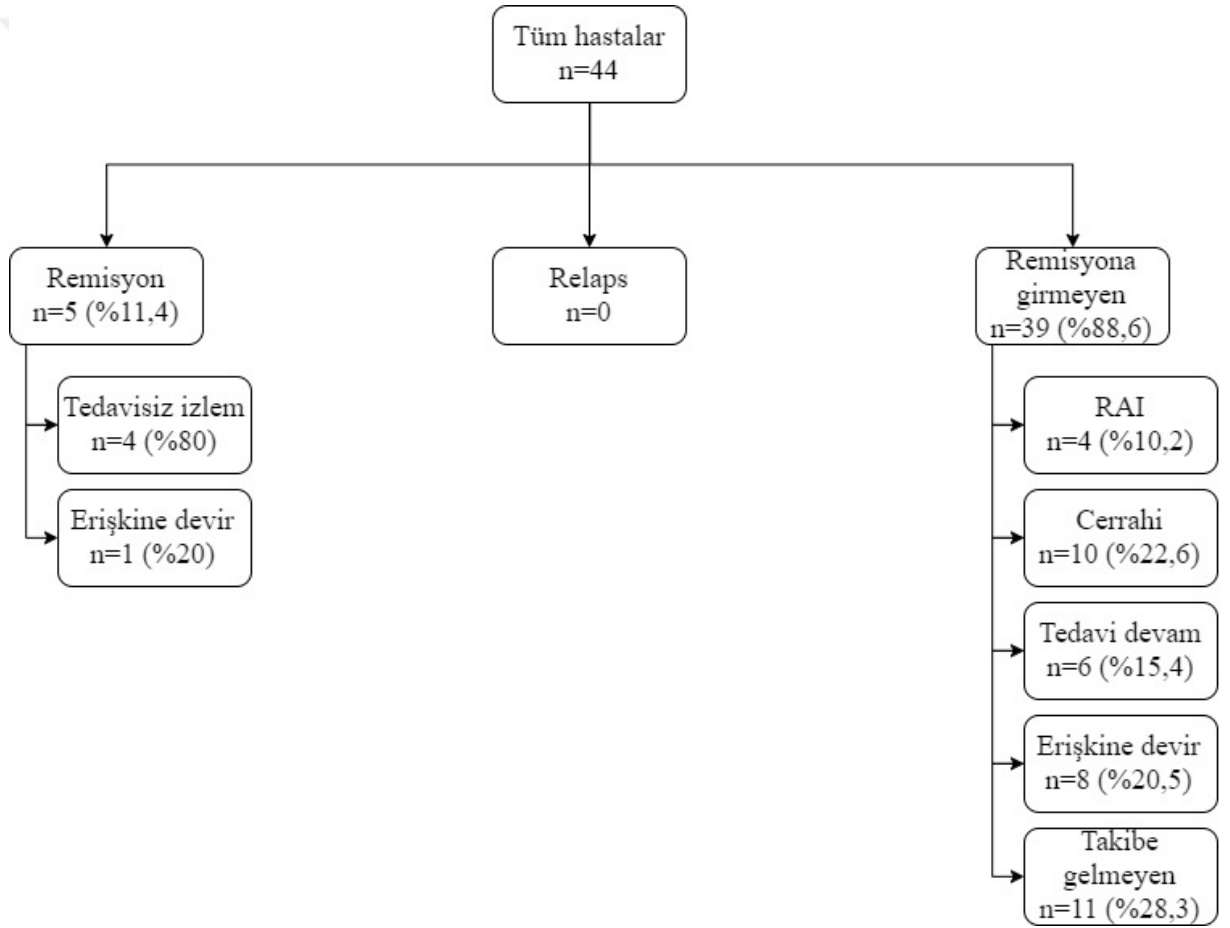 Tüm hastalar
n=44
Remisyon
n=5 (%11,4)
Relaps
n=0
Remisyona
girmeyen
n=39 (%88,6)
Tedavisiz izlem
n=4 (%80)
Erişkine devir
n=1 (%20)
RAI
n=4 (%10,2)
Cerrahi
n=10 (%22,6)
Tedavi devam
n=6 (%15,4)
Erişkine devir
n=8 (%20,5)
Takibe
gelmeyen
n=11 (%28,3)